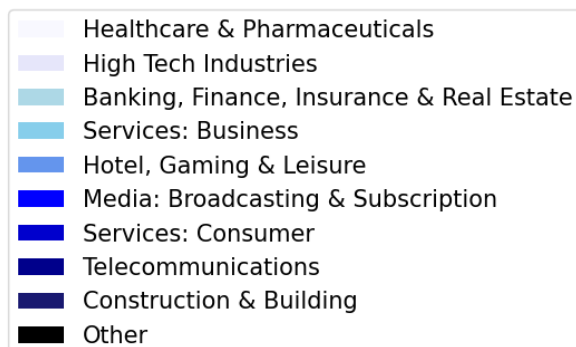 Healthcare & Pharmaceuticals
High Tech Industries
Banking, Finance, Insurance & Real Estate
Services: Business
Hotel, Gaming & Leisure
Media: Broadcasting & Subscription
Services: Consumer
Telecommunications
Construction & Building
Other